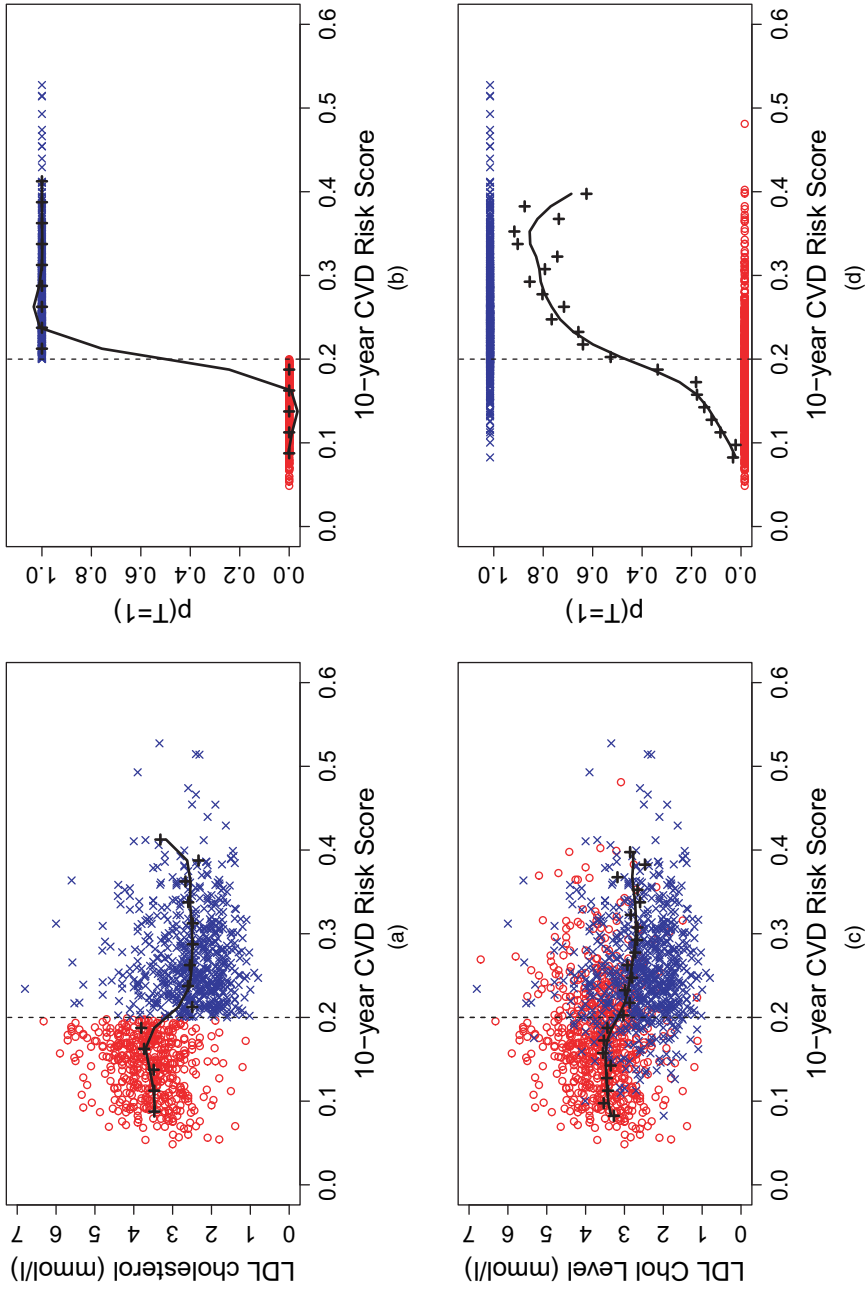 LDL cholesterol (mmol/l)
0 1 2 3 4 5 6 7
0.0 0.1 0.2 0.3 0.4 0.5 0.6
10−year CVD Risk Score
(a)
p(T=1)
0.0 0.2 0.4 0.6 0.8 1.0
0.0 0.1 0.2 0.3 0.4 0.5 0.6
10−year CVD Risk Score
(b)
LDL Chol Level (mmol/l)
1 2 3 4 5 6 7
0.0 0.1 0.2 0.3 0.4 0.5 0.6
10−year CVD Risk Score
(c)
p(T=1)
0.0 0.2 0.4 0.6 0.8 1.0
0.0 0.1 0.2 0.3 0.4 0.5 0.6
10−year CVD Risk Score
(d)